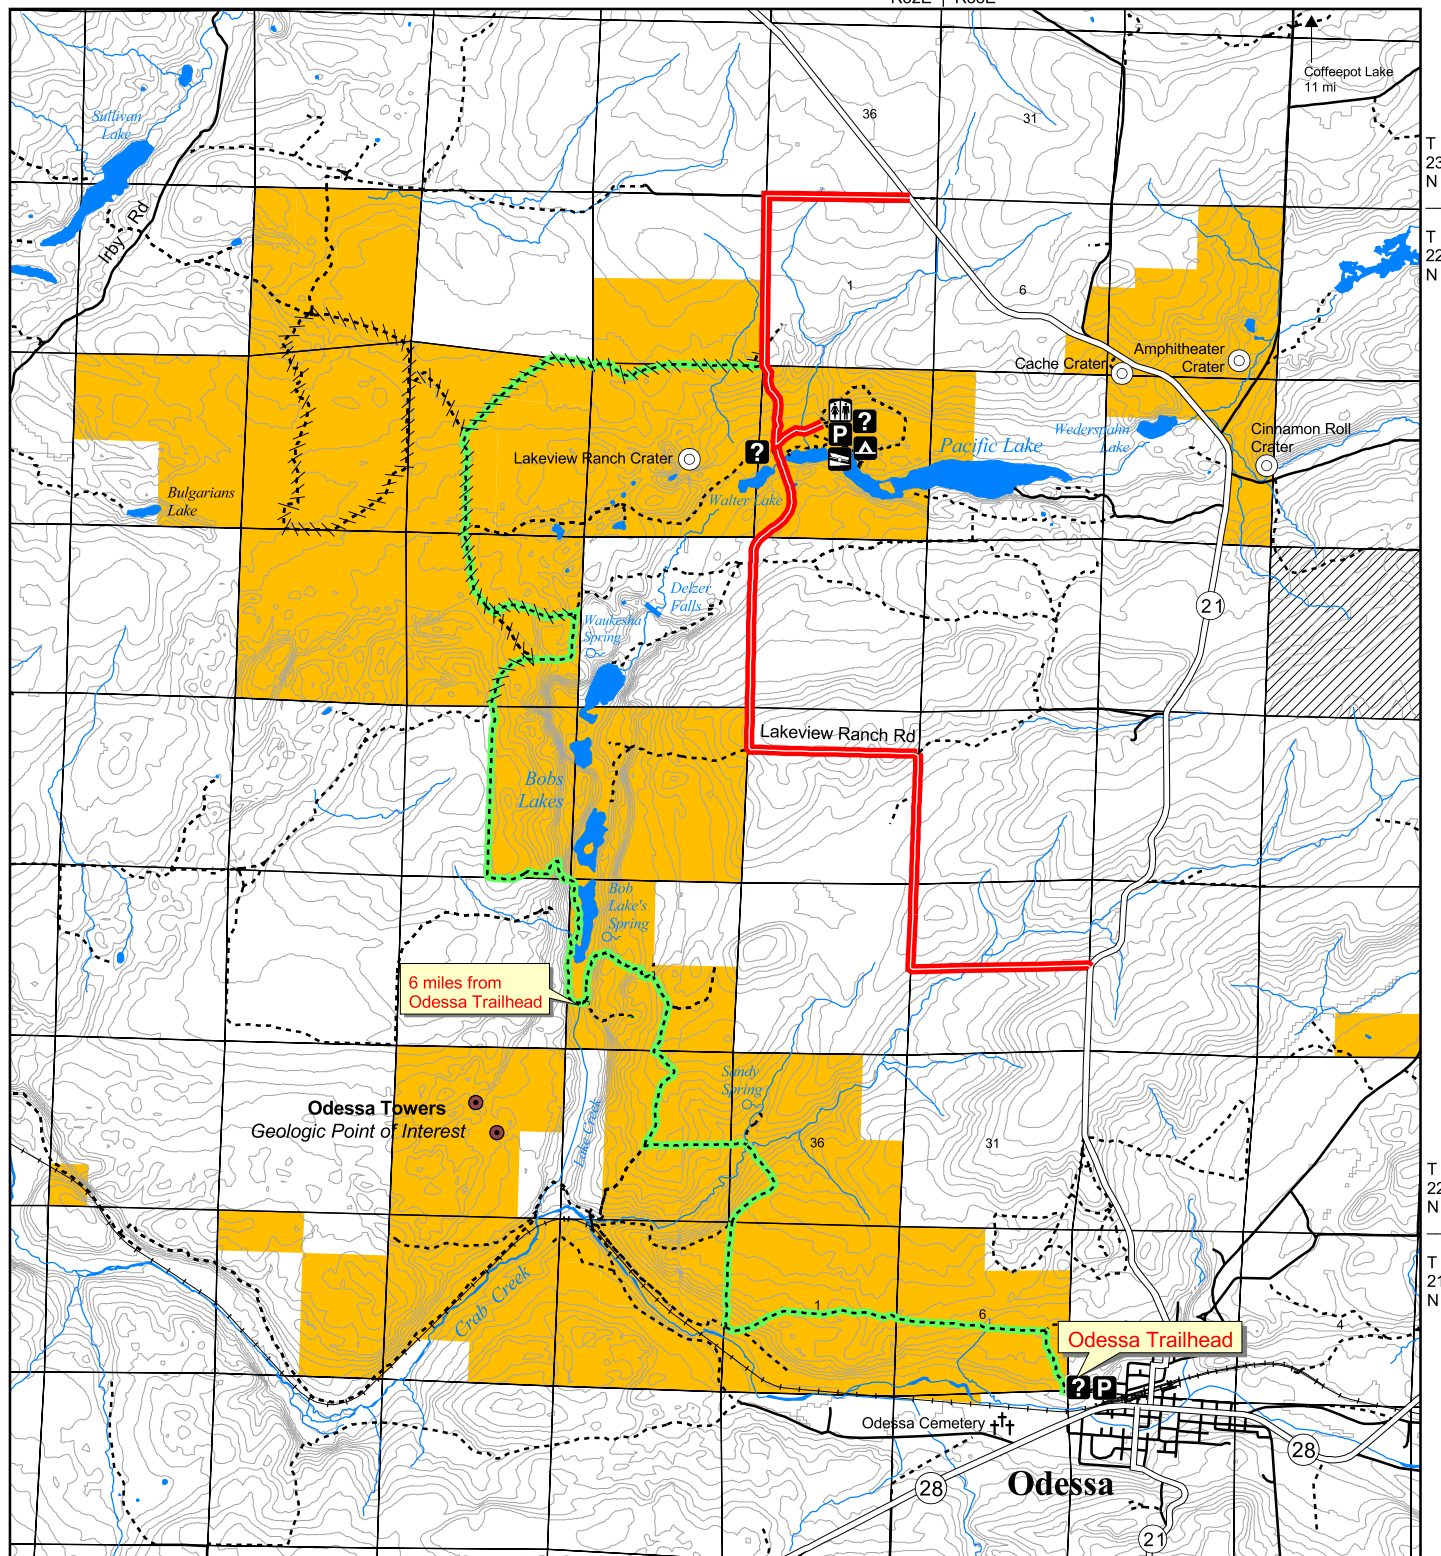 R32E R33E
Coffeepot Lake
11 mi
36
31
T
23
N
T
22
N
Sullivan
Lake
Irby Rd
1
6
Cache Crater
Amphitheater
Crater
Cinnamon Roll
Crater
Wederspahn
Lake
Pacific Lake
P
?
?
Lakeview Ranch Crater
Walter Lake
Bulgarians
Lake
Delzer
Falls
Waukesha
Spring
21
Lakeview Ranch Rd
Bobs
Lakes
Bob
Lake's
Spring
6 miles from
Odessa Trailhead
Sandy
Spring
Odessa Towers
Geologic Point of Interest
Lake Creek
36
31
T
22
N
T
21
N
Crab Creek
1
6
4
Odessa Trailhead
? P
Odessa Cemetery
28
28
Odessa
21